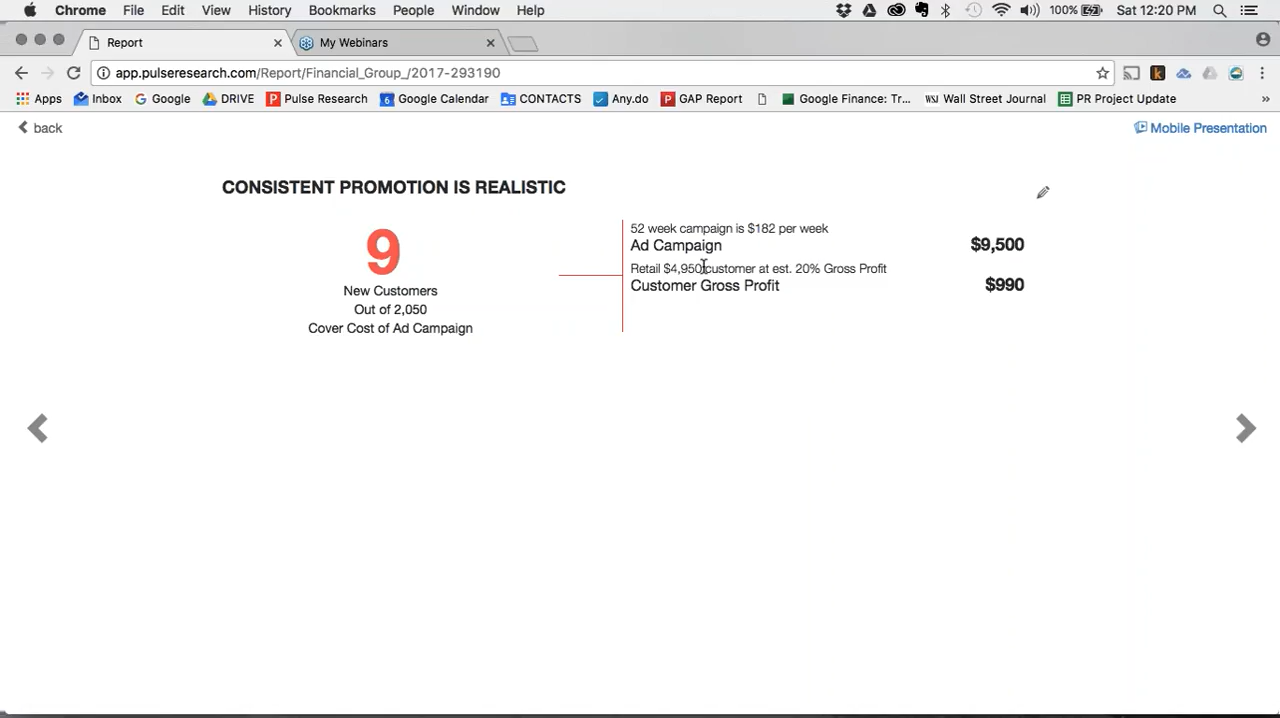 Chrome File Edit View History Bookmarks People Window Help 100% Sat 12:20 PM
Report My Webinars
app.pulseresearch.com/Report/Financial_Group_/2017-293190
Apps Inbox Google DRIVE Pulse Research 6 Google Calendar CONTACTS Any.do GAP Report Google Finance: Tr... WSJ Wall Street Journal PR Project Update »
back Mobile Presentation
CONSISTENT PROMOTION IS REALISTIC
9
New Customers
Out of 2,050
Cover Cost of Ad Campaign
52 week campaign is $182 per week
Ad Campaign $9,500
Retail $4,950 customer at est. 20% Gross Profit
Customer Gross Profit $990